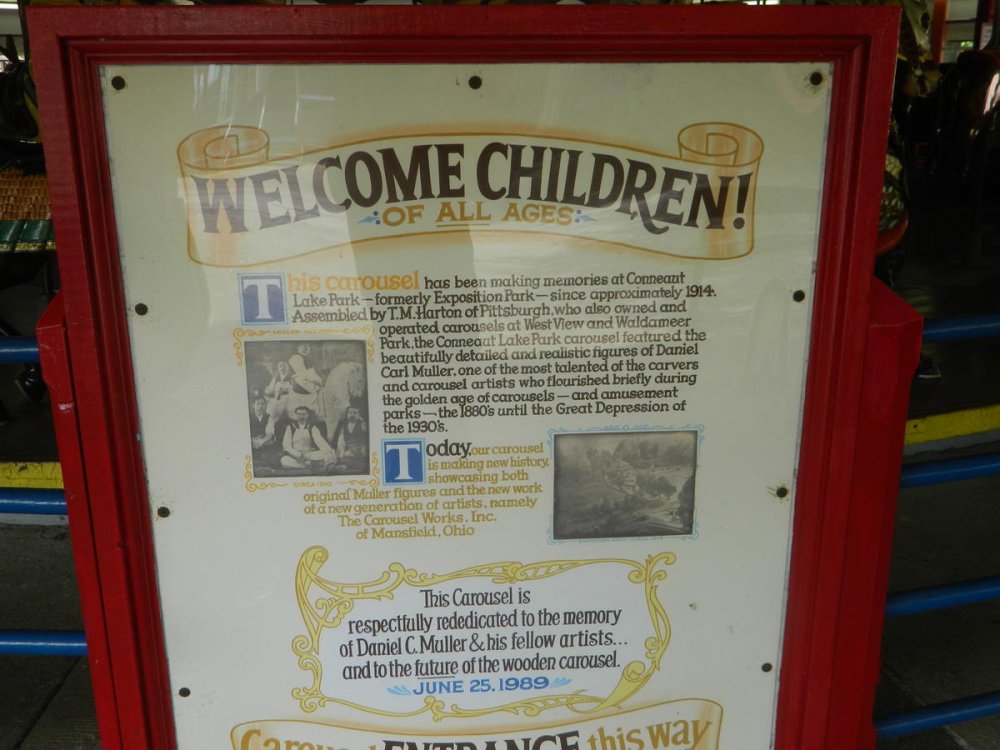 WELCOME CHILDREN!
OF ALL AGES
This carousel has been making memories at Conneaut
Lake Park — formerly Exposition Park — since approximately 1914.
Assembled by T.M. Harton of Pittsburgh, who also owned and
operated carousels at West View and Waldameer
Park, the Conneaut Lake Park carousel featured the
beautifully detailed and realistic figures of Daniel
Carl Muller, one of the most talented of the carvers
and carousel artists who flourished briefly during
the golden age of carousels — and amusement
parks — the 1880's until the Great Depression of
the 1930's.
CIRCA 1910
Today, our carousel
is making new history,
showcasing both
original Muller figures and the new work
of a new generation of artists, namely
The Carousel Works, Inc.
of Mansfield, Ohio
This Carousel is
respectfully rededicated to the memory
of Daniel C. Muller & his fellow artists...
and to the future of the wooden carousel.
JUNE 25, 1989
Carousel ENTRANCE this way